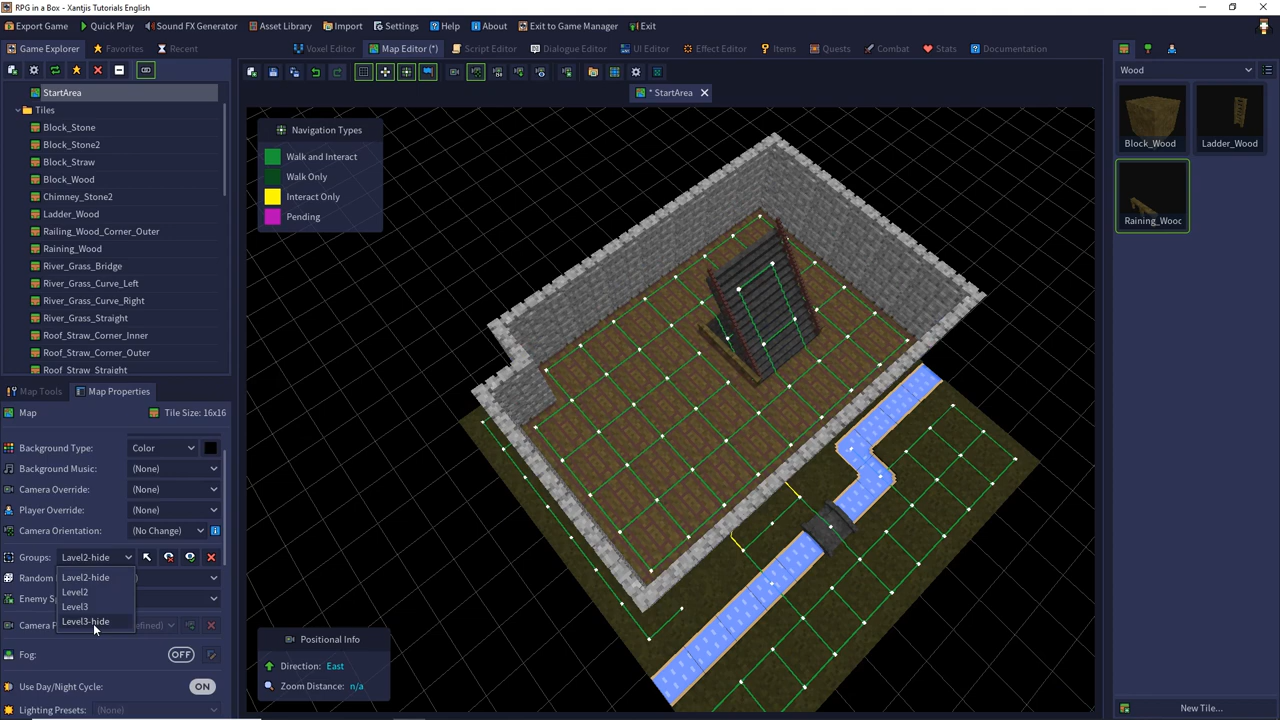 RPG in a Box - Xantjis Tutorials English
Export Game Quick Play Sound FX Generator Asset Library Import Settings Help About Exit to Game Manager Exit
Game Explorer Favorites Recent Voxel Editor Map Editor (*) Script Editor Dialogue Editor UI Editor Effect Editor Items Quests Combat Stats Documentation
* StartArea
StartArea
Tiles
Block_Stone
Block_Stone2
Block_Straw
Block_Wood
Chimney_Stone2
Ladder_Wood
Railing_Wood_Corner_Outer
Raining_Wood
River_Grass_Bridge
River_Grass_Curve_Left
River_Grass_Curve_Right
River_Grass_Straight
Roof_Straw_Corner_Inner
Roof_Straw_Corner_Outer
Roof_Straw_Straight
Map Tools Map Properties
Map Tile Size: 16x16
Background Type: Color
Background Music: (None)
Camera Override: (None)
Player Override: (None)
Camera Orientation: (No Change)
Groups: Lavel2-hide
Random
Lavel2-hide
Level2
Enemy S
Level3
Level3-hide
Camera F efined)
Fog: OFF
Use Day/Night Cycle: ON
Lighting Presets: (None)
Navigation Types
Walk and Interact
Walk Only
Interact Only
Pending
Positional Info
Direction: East
Zoom Distance: n/a
Wood
Block_Wood Ladder_Wood
Raining_Wood
New Tile...